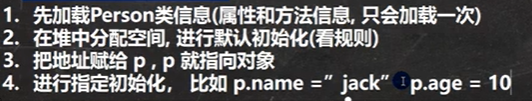 1. 先加载Person类信息(属性和方法信息, 只会加载一次)
2. 在堆中分配空间, 进行默认初始化(看规则)
3. 把地址赋给 p , p 就指向对象
4. 进行指定初始化， 比如 p.name =”jack” p.age = 10